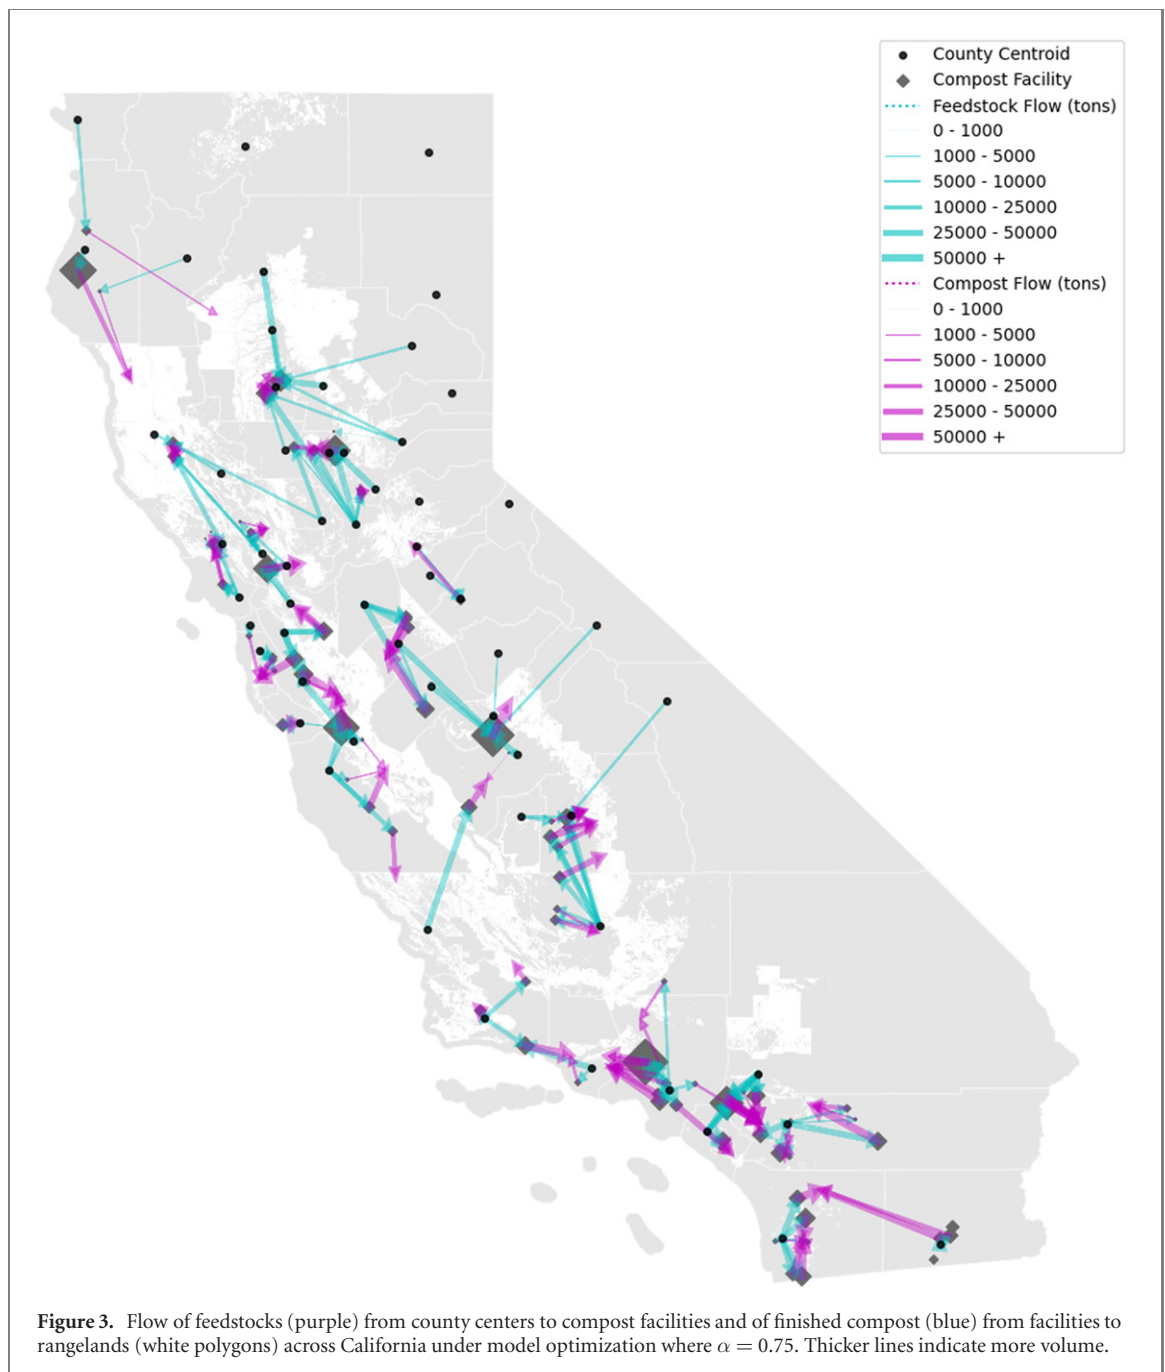 County Centroid
Compost Facility
Feedstock Flow (tons)
0 - 1000
1000 - 5000
5000 - 10000
10000 - 25000
25000 - 50000
50000 +
Compost Flow (tons)
0 - 1000
1000 - 5000
5000 - 10000
10000 - 25000
25000 - 50000
50000 +
Figure 3. Flow of feedstocks (purple) from county centers to compost facilities and of finished compost (blue) from facilities to
rangelands (white polygons) across California under model optimization where α = 0.75. Thicker lines indicate more volume.